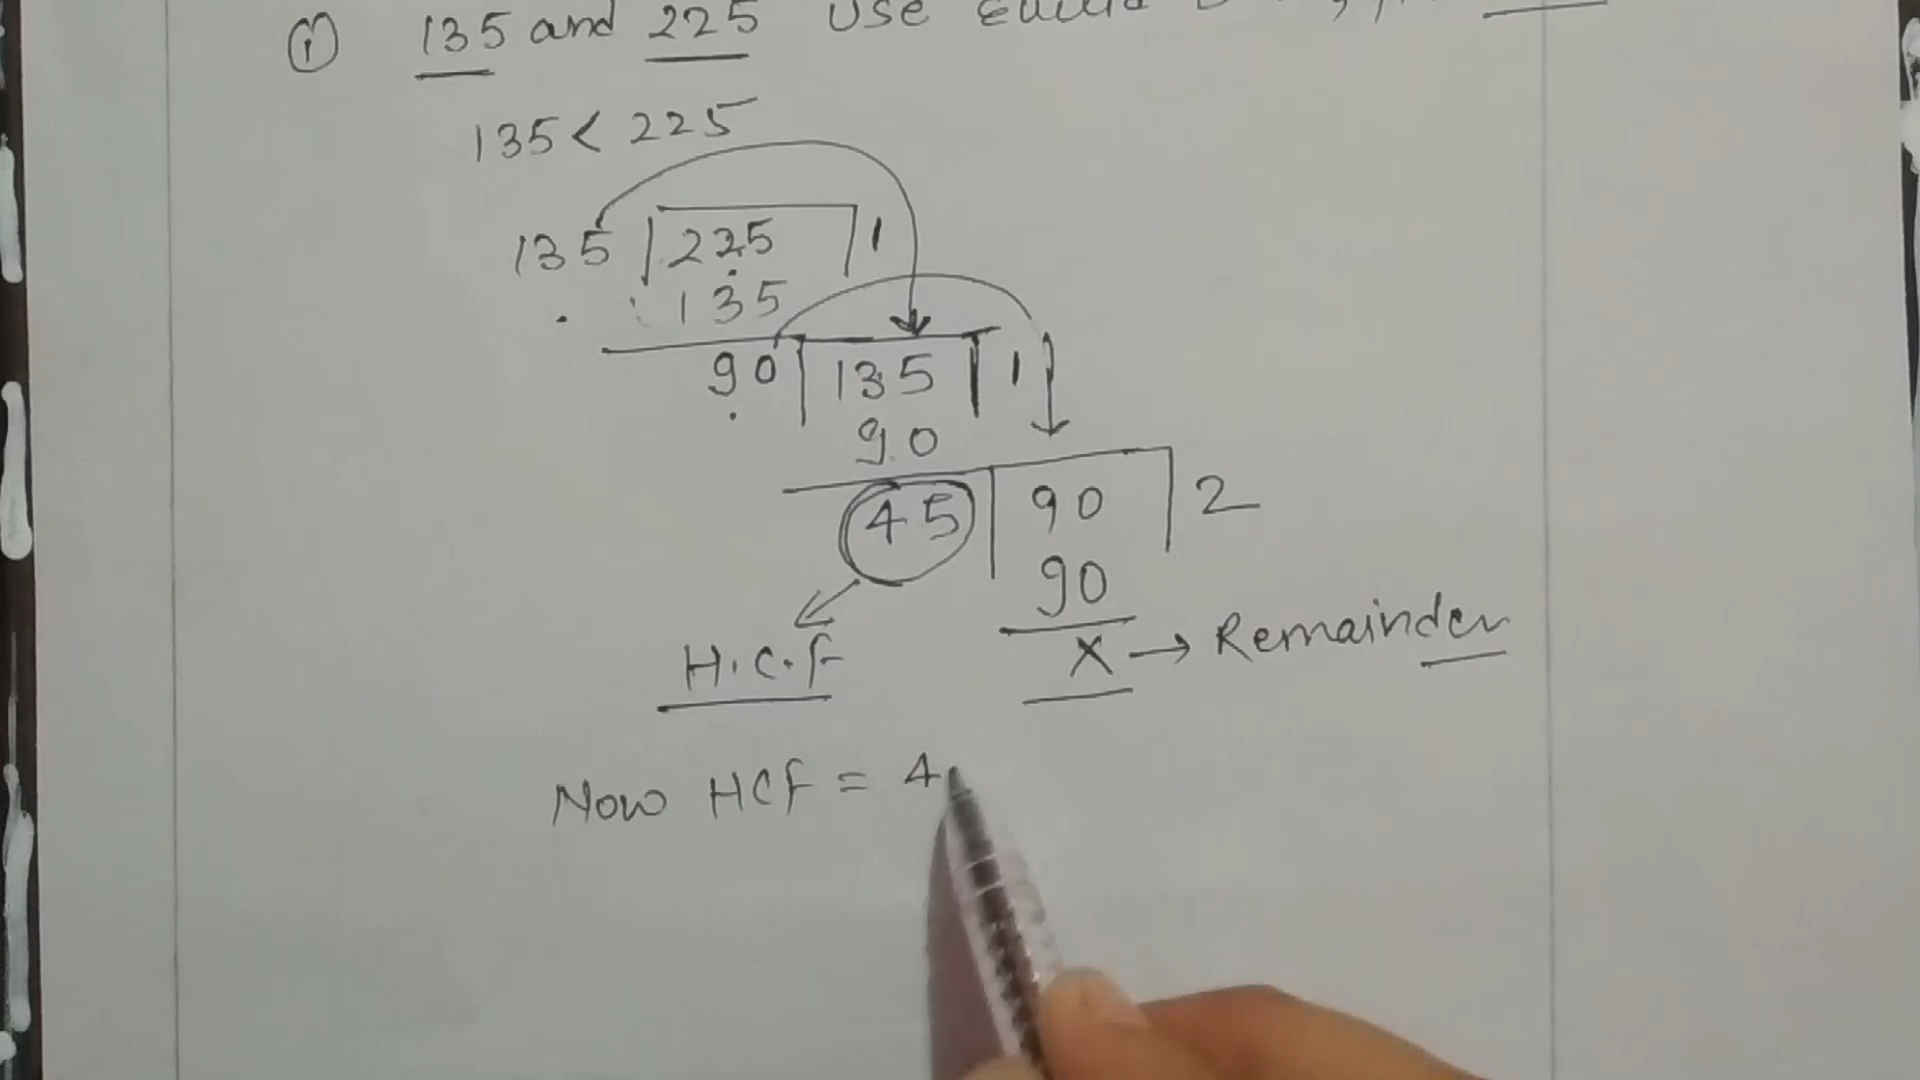 ① 135 and 225 Use
135 < 225
135 225 1
135
90 135 1
90
45 90 2
90
H.C.F X → Remainder
Now HCF = 4